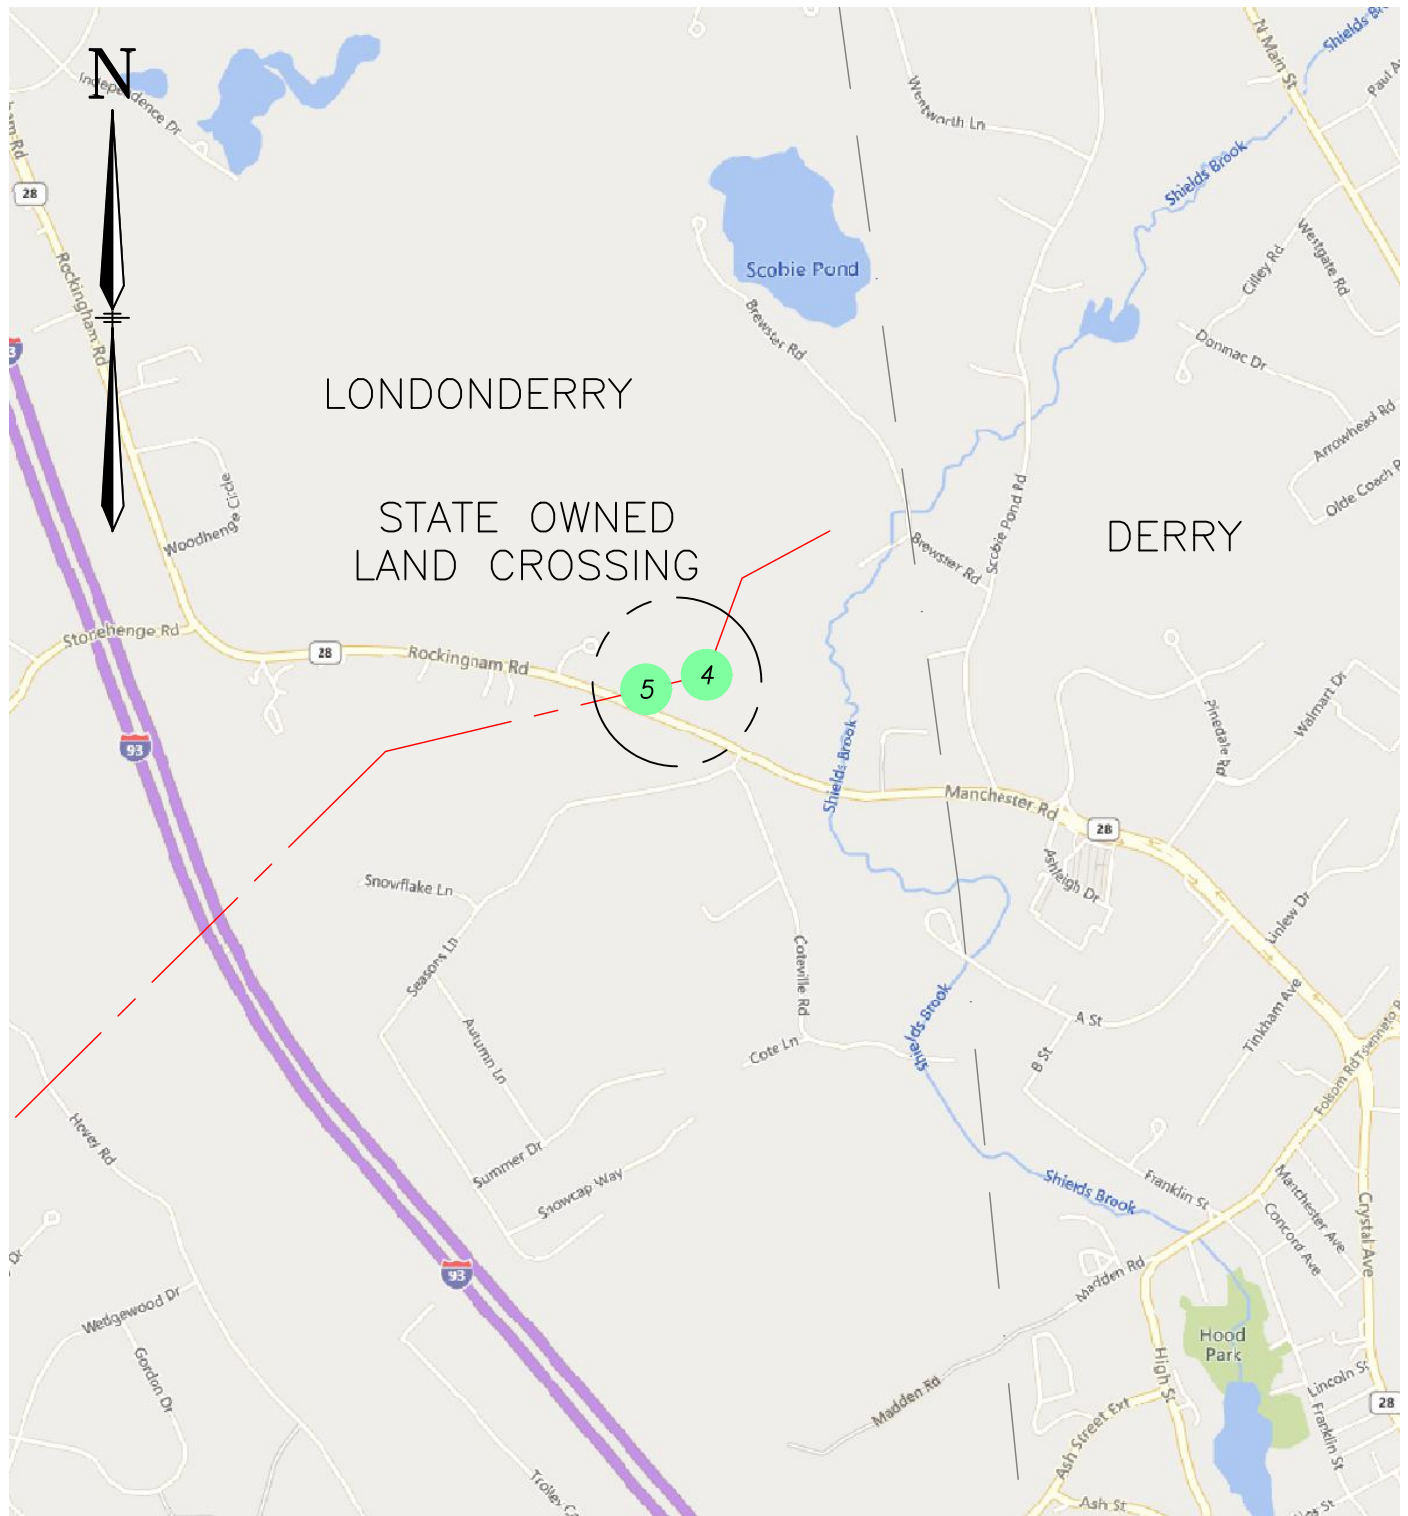 N
Independence Dr
28
Rockingham Rd
Wentworth Ln
N Main St
Shields Brook
Scobie Pond
Brewster Rd
Cilley Rd
Westgate Rd
Donmac Dr
Arrowhead Rd
Olde Coach
LONDONDERRY
Woodhenge Circle
STATE OWNED
LAND CROSSING
Scobie Pond Rd
Brewster Rd
DERRY
Stonehenge Rd
28
Rockingham Rd
5
4
93
Pinedale Rd
Walmart Dr
Shields Brook
Manchester Rd
28
Ashleigh Dr
Linlew Dr
Snowflake Ln
Seasons Ln
Autumn Ln
Coteville Rd
Cote Ln
Shields Brook
A St
B St
Tinkham Ave
Folsom Rd
Hovey Rd
Summer Dr
Snowcap Way
Shields Brook
Franklin St
Manchester Ave
Concord Ave
Crystal Ave
93
Wedgewood Dr
Gordon Dr
Madden Rd
Hood
Park
High St
Lincoln St
Franklin St
28
Madden Rd
Ash Street Ext
Ash St
Trolley